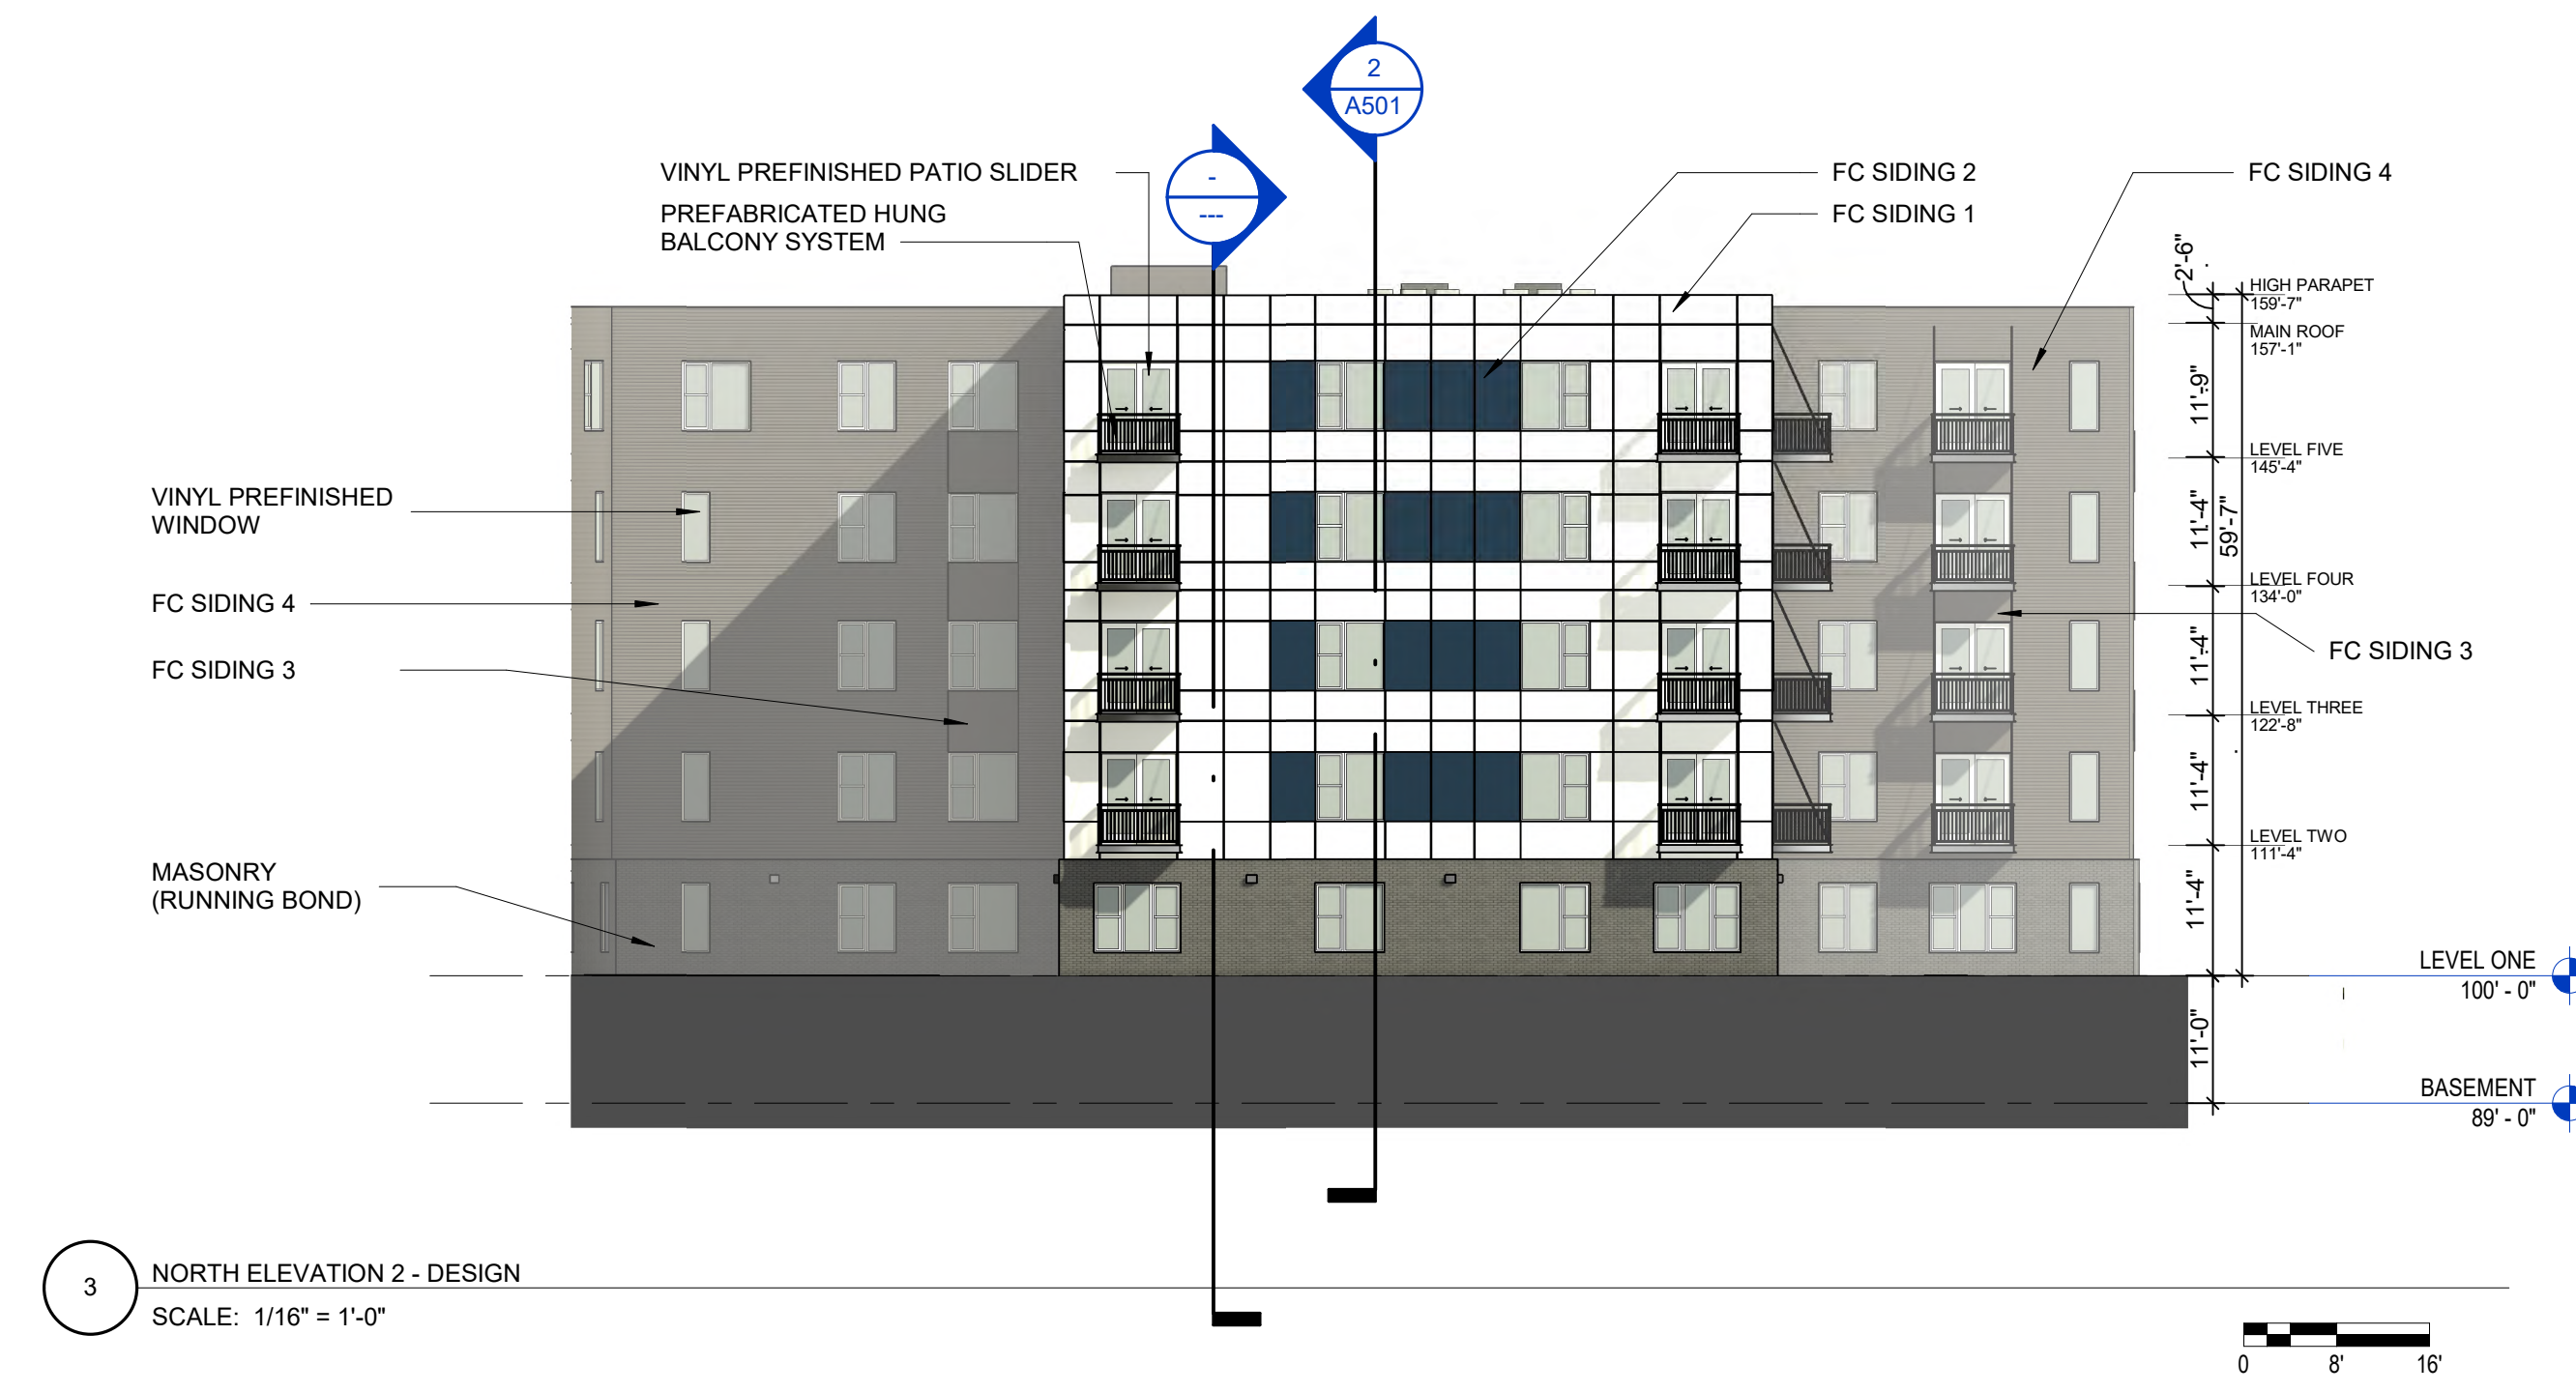 2
A501
-
---
VINYL PREFINISHED PATIO SLIDER
PREFABRICATED HUNG
BALCONY SYSTEM
FC SIDING 2
FC SIDING 1
FC SIDING 4
2'-6"
HIGH PARAPET
159'-7"
MAIN ROOF
157'-1"
11'-9"
LEVEL FIVE
145'-4"
VINYL PREFINISHED
WINDOW
11'-4"
59'-7"
LEVEL FOUR
134'-0"
FC SIDING 4
FC SIDING 3
11'-4"
FC SIDING 3
LEVEL THREE
122'-8"
11'-4"
LEVEL TWO
111'-4"
MASONRY
(RUNNING BOND)
11'-4"
LEVEL ONE
100' - 0"
11'-0"
BASEMENT
89' - 0"
3
NORTH ELEVATION 2 - DESIGN
SCALE: 1/16" = 1'-0"
0 8' 16'